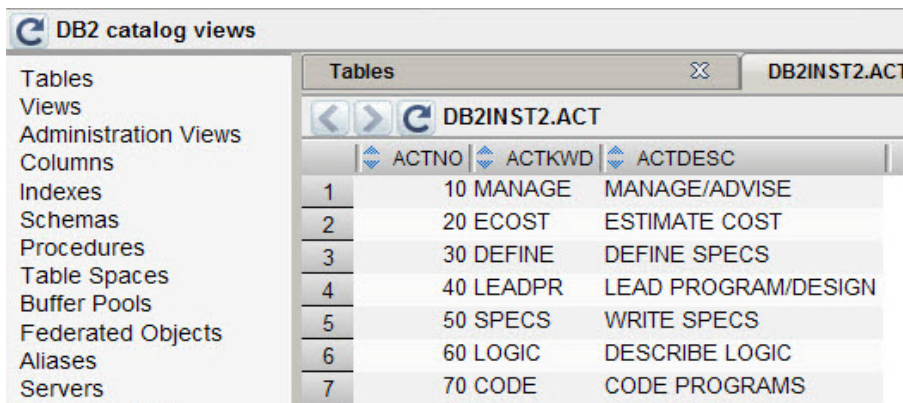 DB2 catalog views
Tables
Views
Administration Views
Columns
Indexes
Schemas
Procedures
Table Spaces
Buffer Pools
Federated Objects
Aliases
Servers
Tables DB2INST2.ACT
DB2INST2.ACT
ACTNO ACTKWD ACTDESC
1 10 MANAGE MANAGE/ADVISE
2 20 ECOST ESTIMATE COST
3 30 DEFINE DEFINE SPECS
4 40 LEADPR LEAD PROGRAM/DESIGN
5 50 SPECS WRITE SPECS
6 60 LOGIC DESCRIBE LOGIC
7 70 CODE CODE PROGRAMS